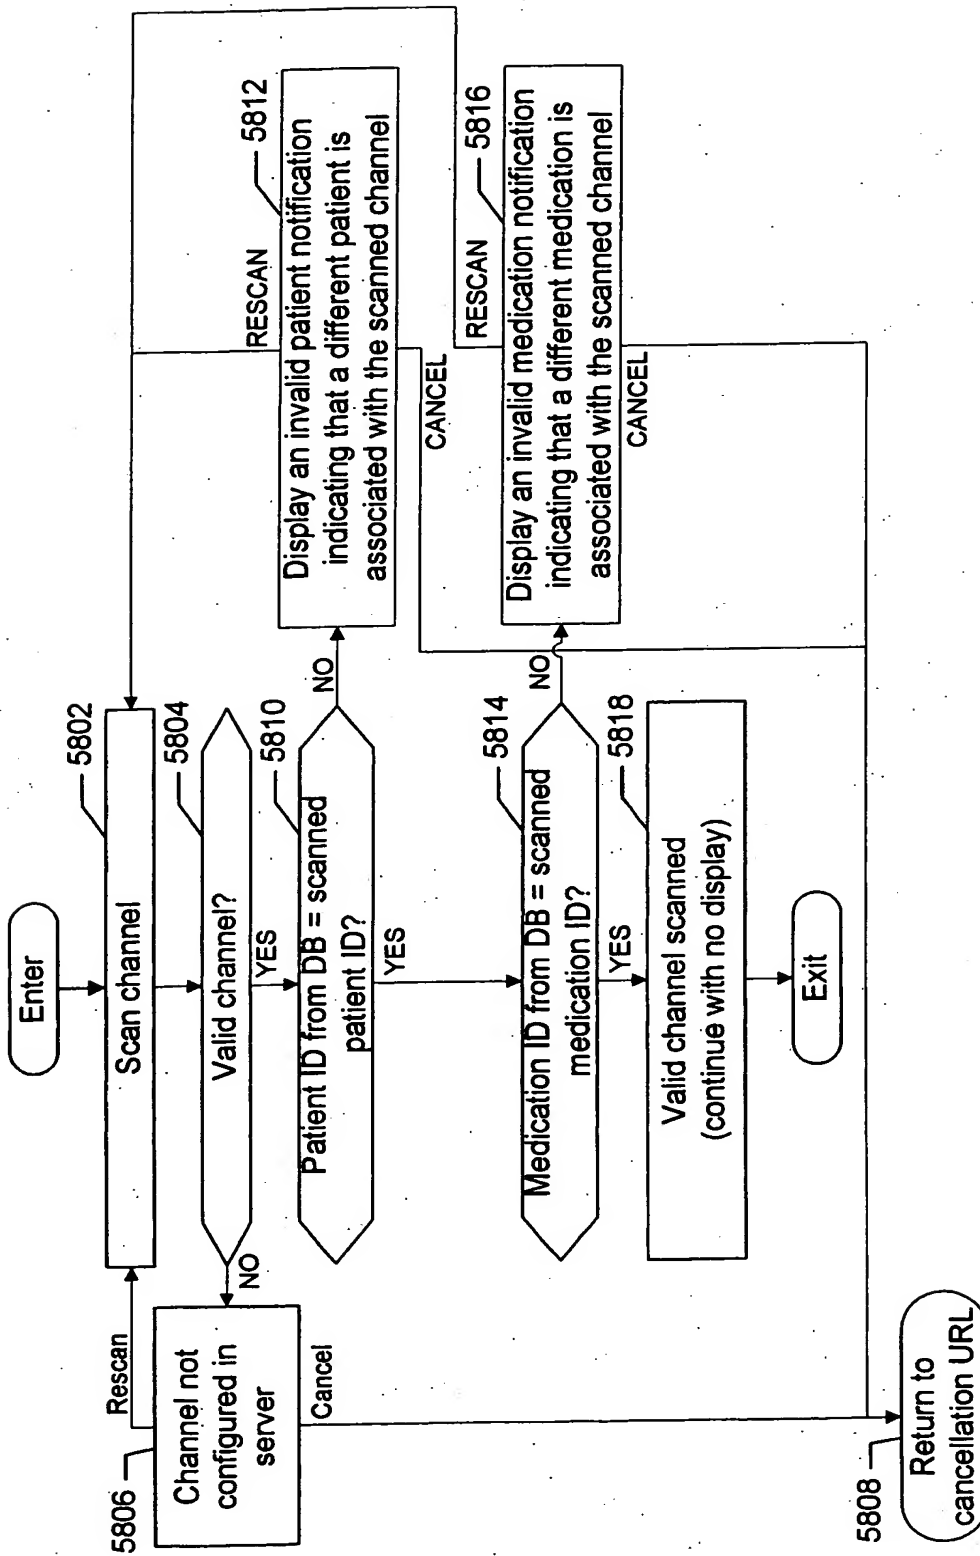 Enter
5802
Scan channel
5804
Valid channel?
YES
NO
5806
Rescan
Channel not
configured in
server
Cancel
5810
Patient ID from DB = scanned
patient ID?
NO
YES
5812
RESCAN
Display an invalid patient notification
indicating that a different patient is
associated with the scanned channel
CANCEL
5814
Medication ID from DB = scanned
medication ID?
NO
YES
5816
RESCAN
Display an invalid medication notification
indicating that a different medication is
associated with the scanned channel
CANCEL
5818
Valid channel scanned
(continue with no display)
Exit
5808
Return to
cancellation URL